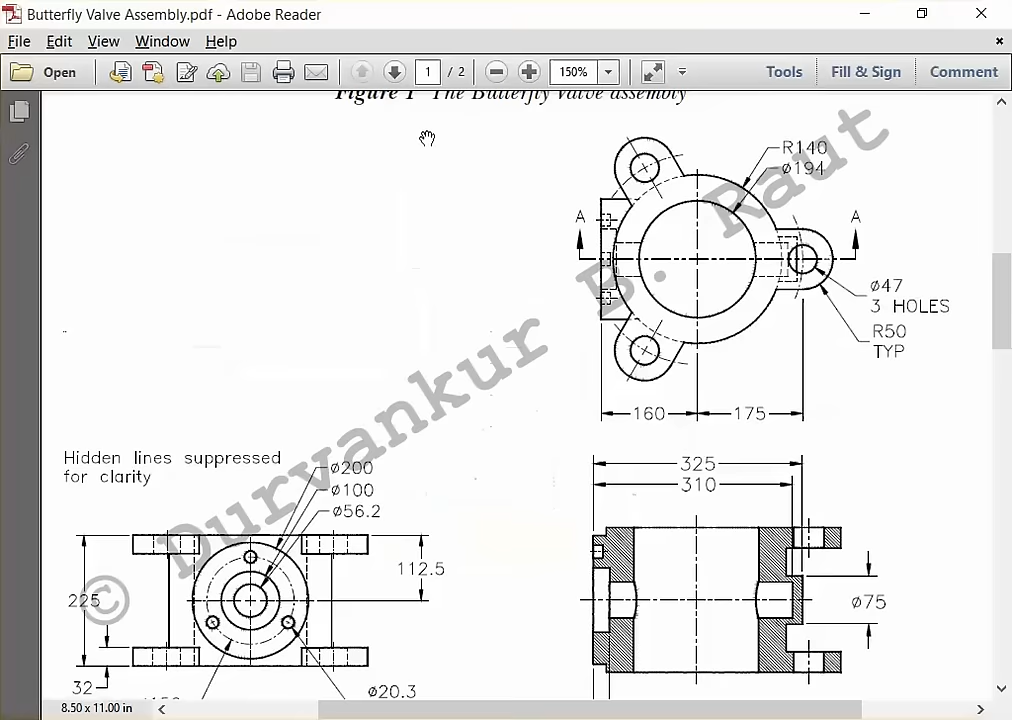 Butterfly Valve Assembly.pdf - Adobe Reader
File Edit View Window Help
Open 1 / 2 150% Tools Fill & Sign Comment
Figure 1 The Butterfly valve assembly
R140
ø194
A A
ø47
3 HOLES
R50
TYP
160 175
Durvankur B. Raut
©
Hidden lines suppressed
for clarity
ø200
ø100
ø56.2
112.5
225
32
ø20.3
325
310
ø75
8.50 x 11.00 in